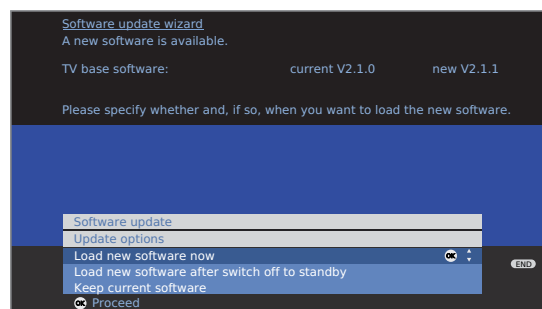 Software update wizard
A new software is available.
TV base software: current V2.1.0 new V2.1.1
Please specify whether and, if so, when you want to load the new software.
Software update
Update options
Load new software now OK
END
Load new software after switch off to standby
Keep current software
OK Proceed